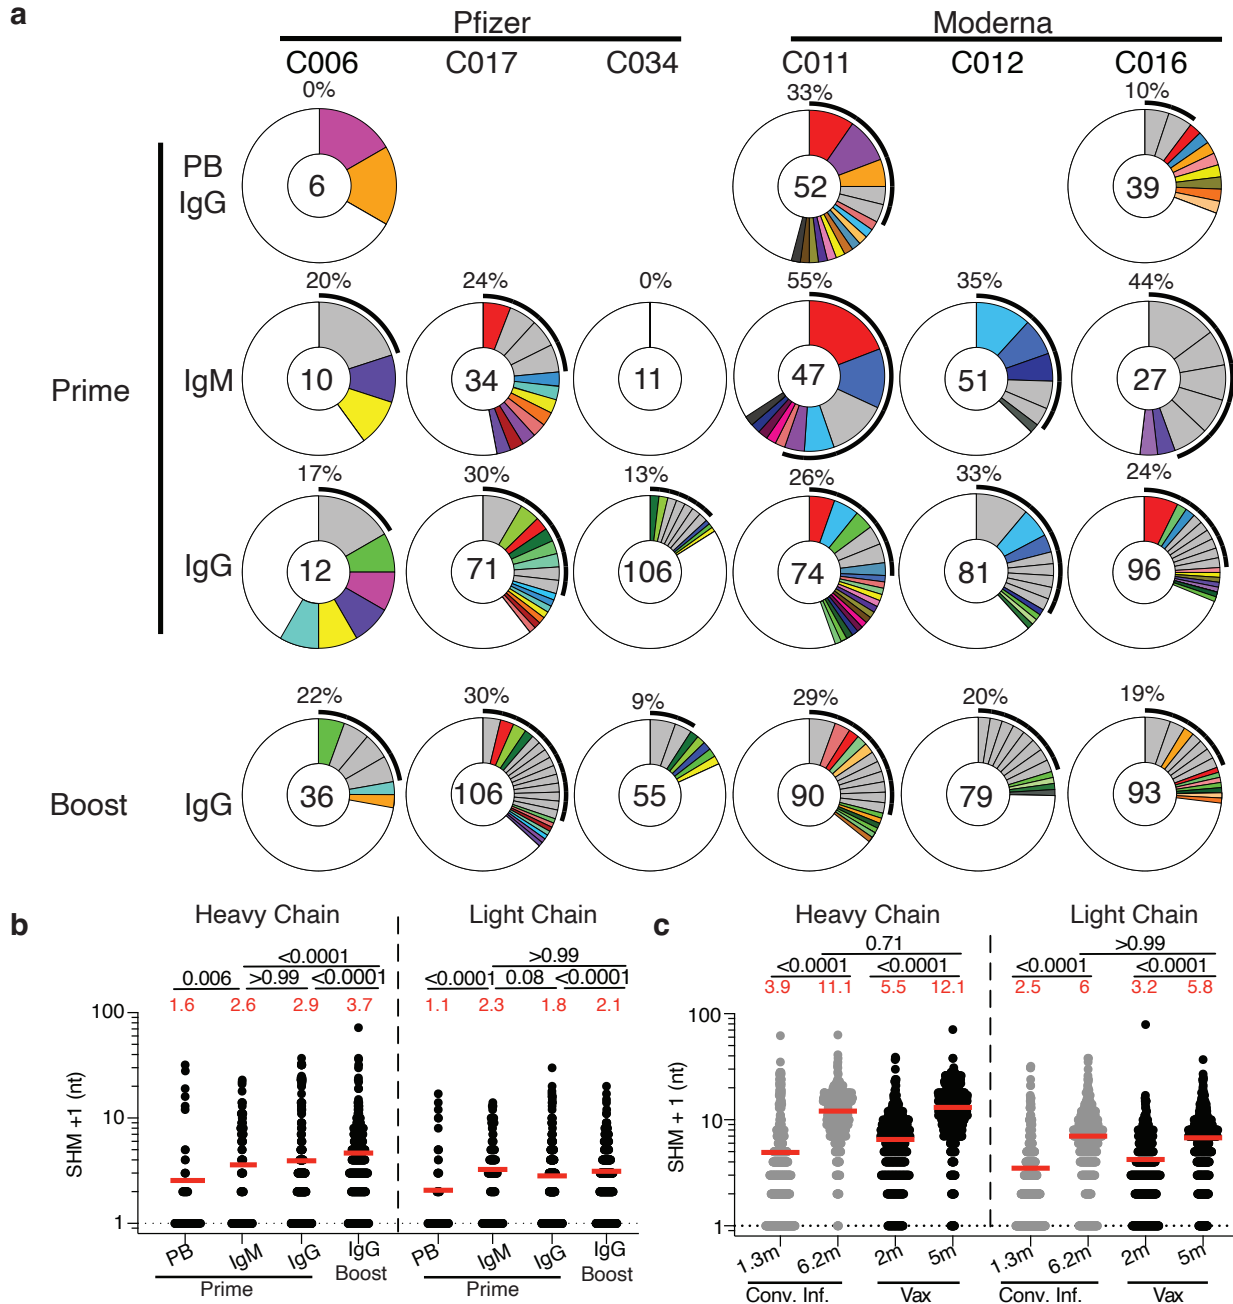 a
Pfizer
Moderna
C006
C017
C034
C011
C012
C016
0%
33%
10%
PB
IgG
6
52
39
20%
24%
0%
55%
35%
44%
Prime
IgM
10
34
11
47
51
27
17%
30%
13%
26%
33%
24%
IgG
12
71
106
74
81
96
22%
30%
9%
29%
20%
19%
Boost
IgG
36
106
55
90
79
93
b
Heavy Chain
Light Chain
<0.0001
>0.99
0.006
>0.99
<0.0001
<0.0001
0.08
<0.0001
1.6
2.6
2.9
3.7
1.1
2.3
1.8
2.1
SHM +1 (nt)
100
10
1
PB
IgM
IgG
IgG
Boost
PB
IgM
IgG
IgG
Boost
Prime
Prime
c
Heavy Chain
Light Chain
0.71
>0.99
<0.0001
<0.0001
<0.0001
<0.0001
3.9
11.1
5.5
12.1
2.5
6
3.2
5.8
SHM + 1 (nt)
100
10
1
1.3m
6.2m
2m
5m
1.3m
6.2m
2m
5m
Conv. Inf.
Vax
Conv. Inf.
Vax